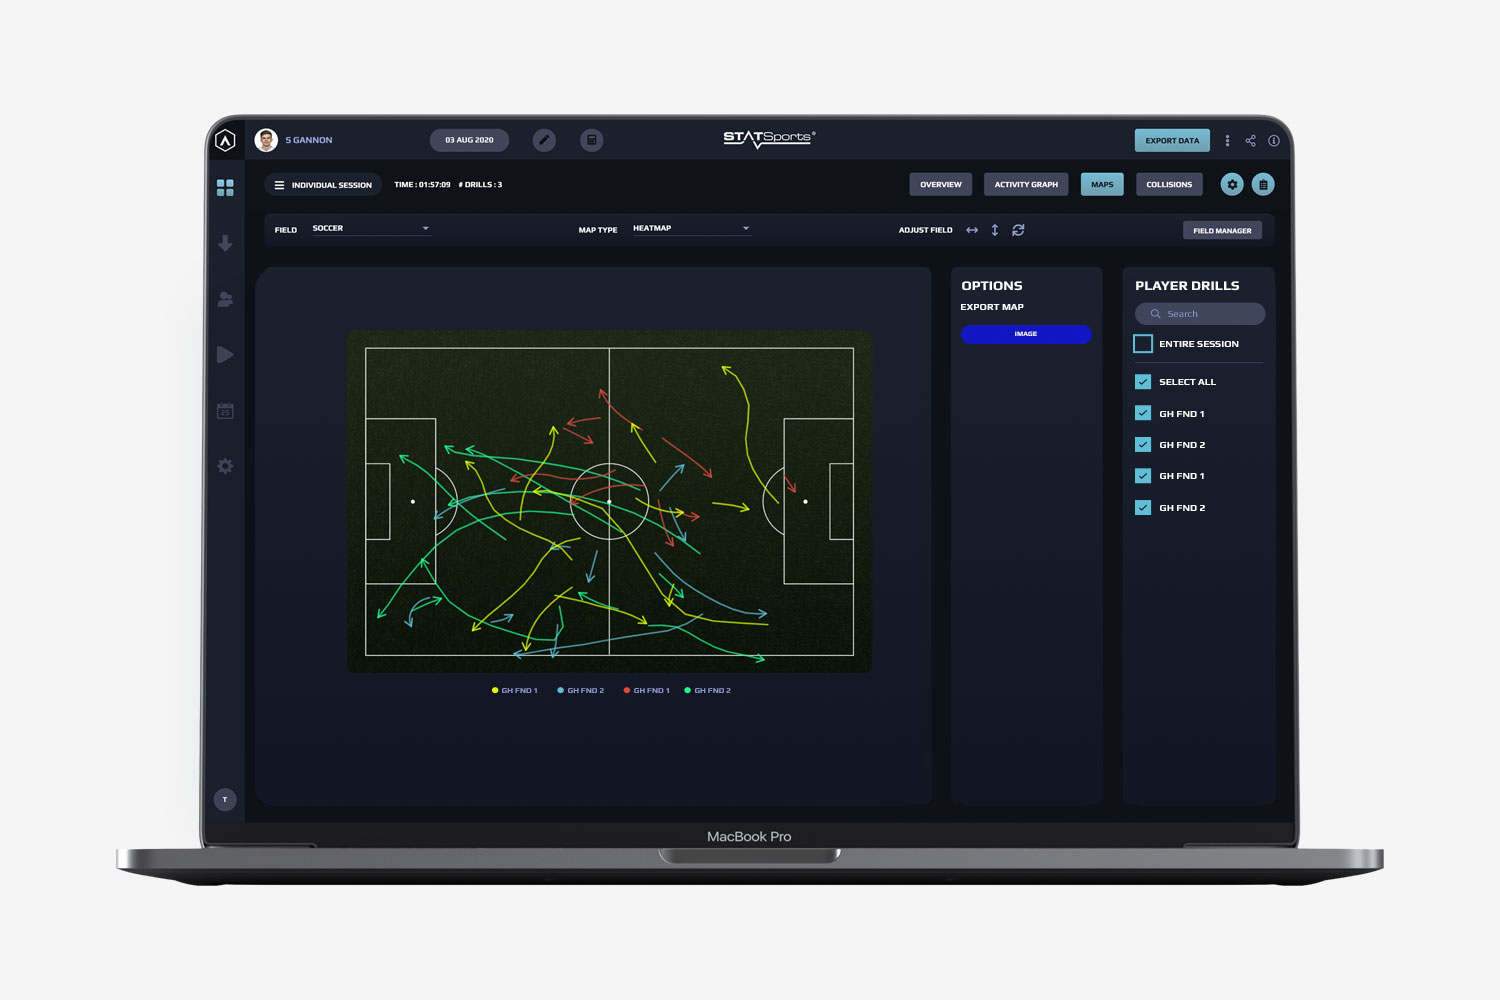 S GANNON
03 AUG 2020
STATSports®
EXPORT DATA
INDIVIDUAL SESSION
TIME : 01:57:09 # DRILLS : 3
OVERVIEW
ACTIVITY GRAPH
MAPS
COLLISIONS
FIELD
SOCCER
MAP TYPE
HEATMAP
ADJUST FIELD
FIELD MANAGER
25
OPTIONS
EXPORT MAP
IMAGE
PLAYER DRILLS
Search
ENTIRE SESSION
SELECT ALL
GH FND 1
GH FND 2
GH FND 1
GH FND 2
GH FND 1 GH FND 2 GH FND 1 GH FND 2
T
MacBook Pro